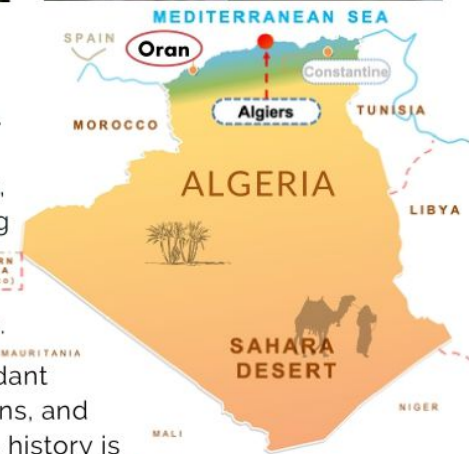 MEDITERRANEAN SEA
SPAIN
Oran
Constantine
Algiers
TUNISIA
MOROCCO
ALGERIA
LIBYA
SAHARA
DESERT
MAURITANIA
dant
NIGER
ns, and
MALI
history is